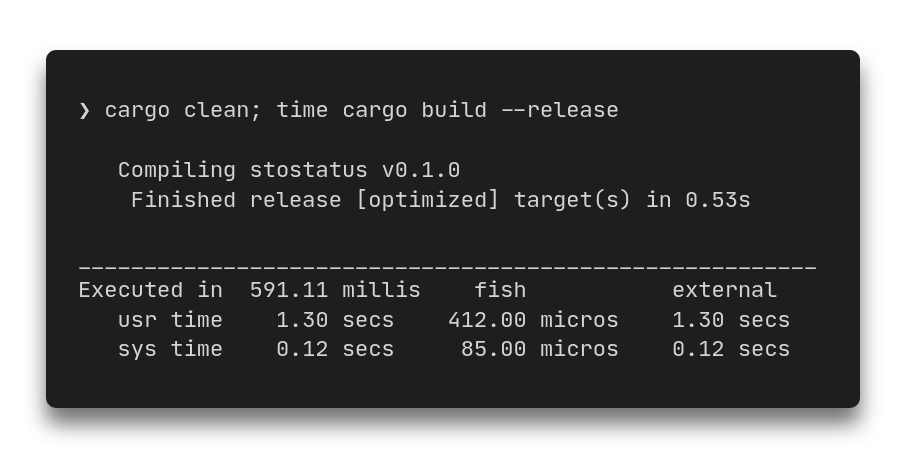 ❯ cargo clean; time cargo build --release
Compiling stostatus v0.1.0
Finished release [optimized] target(s) in 0.53s
________________________________________________________
Executed in  591.11 millis    fish           external
usr time    1.30 secs    412.00 micros    1.30 secs
sys time    0.12 secs     85.00 micros    0.12 secs